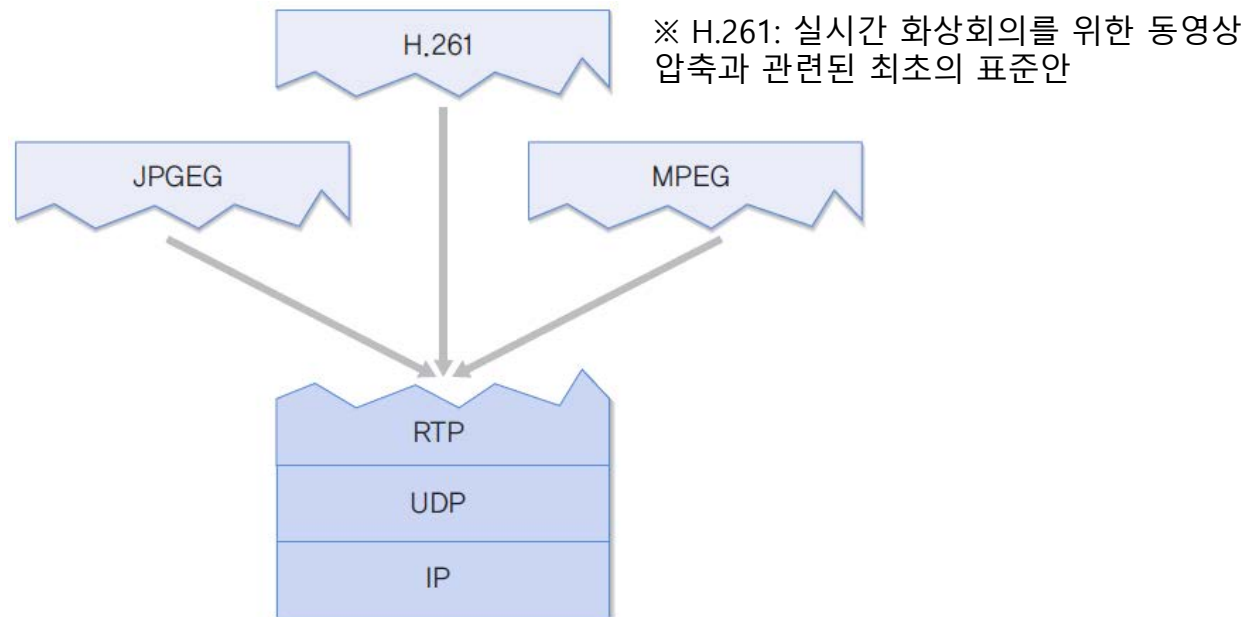 H.261
※ H.261: 실시간 화상회의를 위한 동영상
압축과 관련된 최초의 표준안
JPGEG
MPEG
RTP
UDP
IP